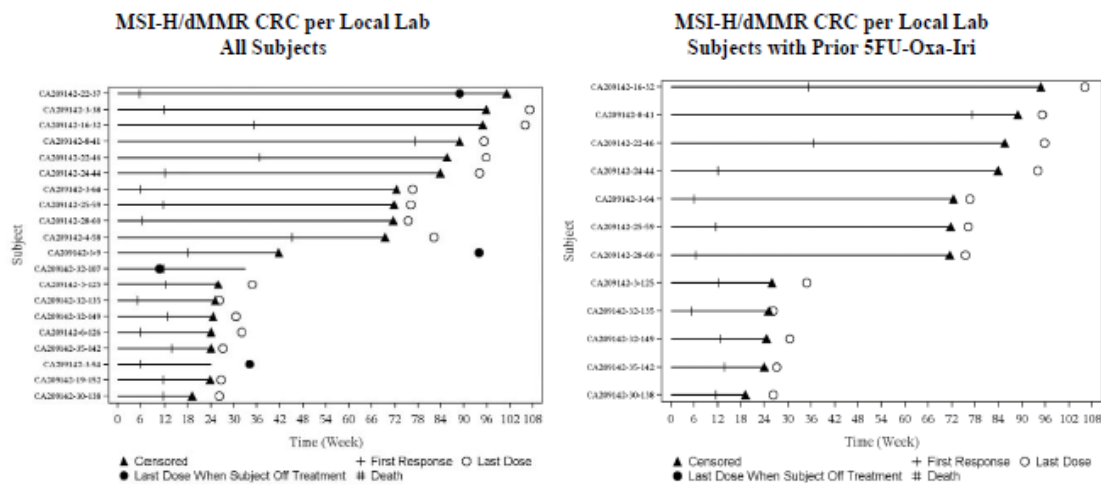 MSI-H/dMMR CRC per Local Lab
All Subjects
Subject
CA209142-22-37
CA209142-3-38
CA209142-16-32
CA209142-8-41
CA209142-22-46
CA209142-24-44
CA209142-3-64
CA209142-25-59
CA209142-28-60
CA209142-4-58
CA209142-3-9
CA209142-32-107
CA209142-3-125
CA209142-32-135
CA209142-32-149
CA209142-6-126
CA209142-35-142
CA209142-3-94
CA209142-19-152
CA209142-30-138
0 6 12 18 24 30 36 42 48 54 60 66 72 78 84 90 96 102 108
Time (Week)
▲ Censored + First Response ○ Last Dose
● Last Dose When Subject Off Treatment # Death
MSI-H/dMMR CRC per Local Lab
Subjects with Prior 5FU-Oxa-Iri
Subject
CA209142-16-32
CA209142-8-41
CA209142-22-46
CA209142-24-44
CA209142-3-64
CA209142-25-59
CA209142-28-60
CA209142-3-125
CA209142-32-135
CA209142-32-149
CA209142-35-142
CA209142-30-138
0 6 12 18 24 30 36 42 48 54 60 66 72 78 84 90 96 102 108
Time (Week)
▲ Censored + First Response ○ Last Dose
● Last Dose When Subject Off Treatment # Death